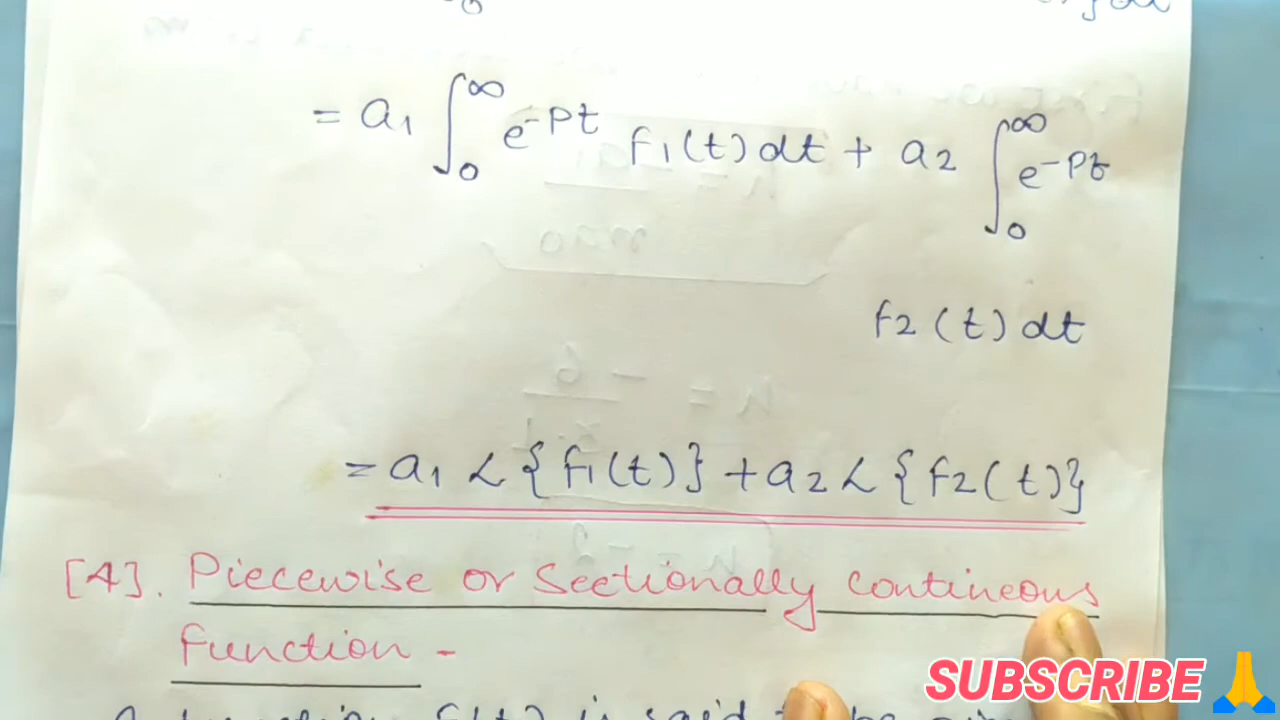 = a1 ∫₀^∞ e^-Pt f1(t) dt + a2 ∫₀^∞ e^-Pt
f2 (t) dt
= a1 L {f1(t)} + a2 L {f2(t)}
[4]. Piecewise or Sectionally contineous
function -
SUBSCRIBE 🙏